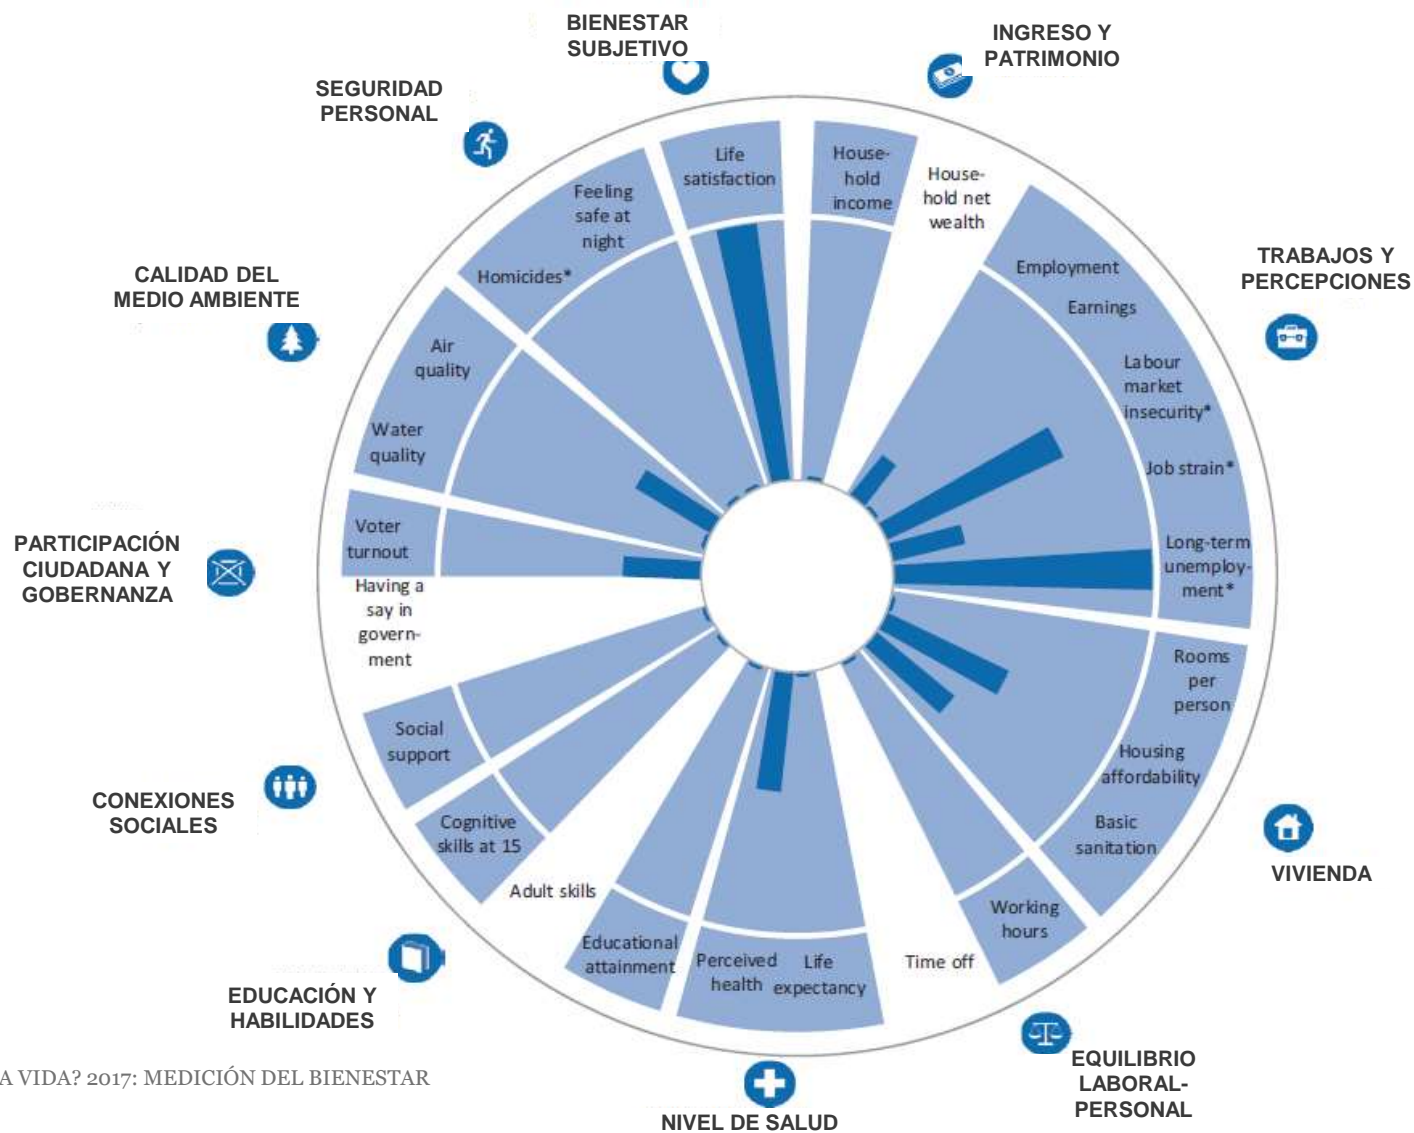 BIENESTAR
SUBJETIVO
INGRESO Y
PATRIMONIO
SEGURIDAD
PERSONAL
TRABAJOS Y
PERCEPCIONES
CALIDAD DEL
MEDIO AMBIENTE
PARTICIPACIÓN
CIUDADANA Y
GOBERNANZA
CONEXIONES
SOCIALES
VIVIENDA
EDUCACIÓN Y
HABILIDADES
EQUILIBRIO
LABORAL-
PERSONAL
NIVEL DE SALUD
Life
satisfaction
House-
hold
income
House-
hold net
wealth
Employment
Earnings
Labour
market
insecurity*
Job strain*
Long-term
unemploy-
ment*
Rooms
per
person
Housing
affordability
Basic
sanitation
Working
hours
Time off
Life
expectancy
Perceived
health
Educational
attainment
Adult skills
Cognitive
skills at 15
Social
support
Having a
say in
govern-
ment
Voter
turnout
Water
quality
Air
quality
Homicides*
Feeling
safe at
night
A VIDA? 2017: MEDICIÓN DEL BIENESTAR